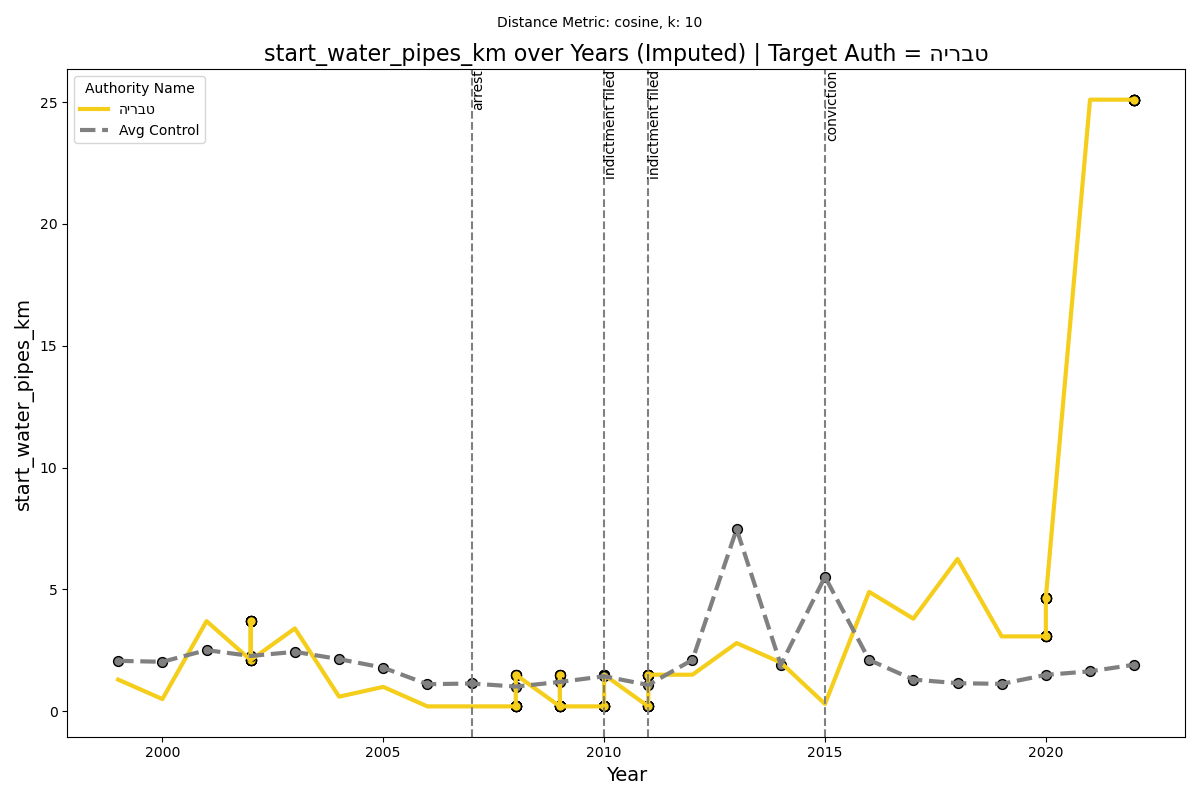 Distance Metric: cosine, k: 10
start_water_pipes_km over Years (Imputed) | Target Auth = טבריה
Authority Name
טבריה
Avg Control
arrest
indictment filed
indictment filed
conviction
start_water_pipes_km
25
20
15
10
5
0
2000
2005
2010
2015
2020
Year